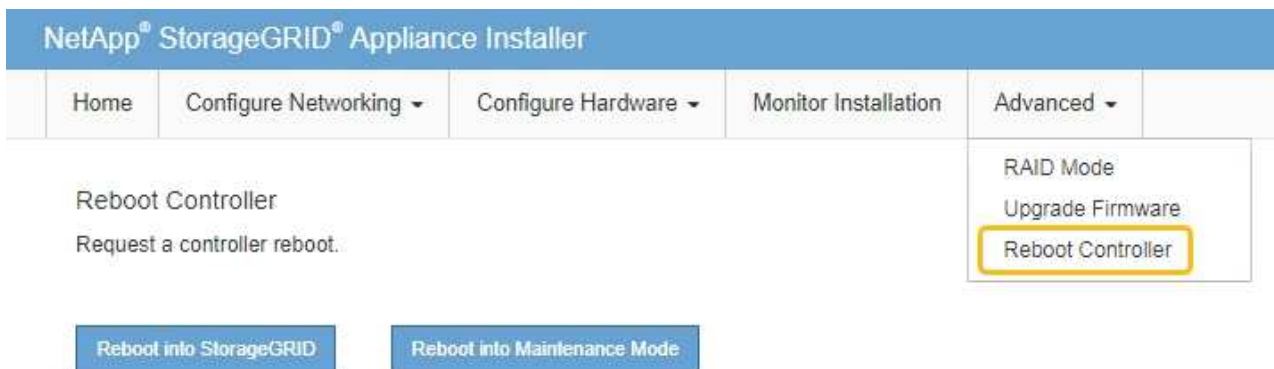 NetApp® StorageGRID® Appliance Installer
Home Configure Networking Configure Hardware Monitor Installation Advanced
RAID Mode
Upgrade Firmware
Reboot Controller
Reboot Controller
Request a controller reboot.
Reboot into StorageGRID Reboot into Maintenance Mode